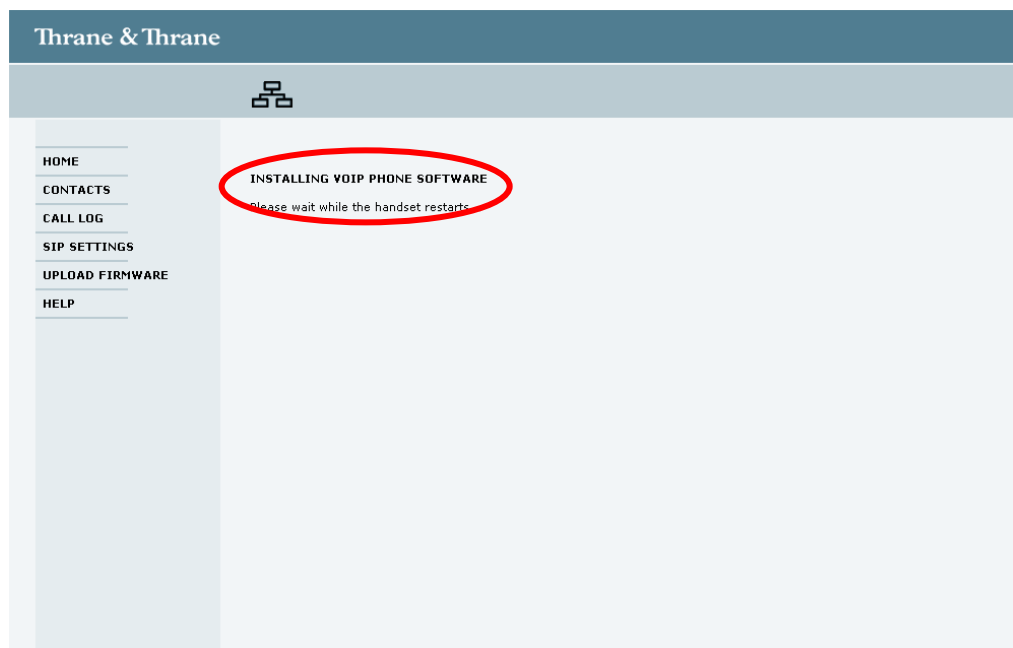 Thrane & Thrane
HOME
CONTACTS
CALL LOG
SIP SETTINGS
UPLOAD FIRMWARE
HELP
INSTALLING VOIP PHONE SOFTWARE
Please wait while the handset restarts